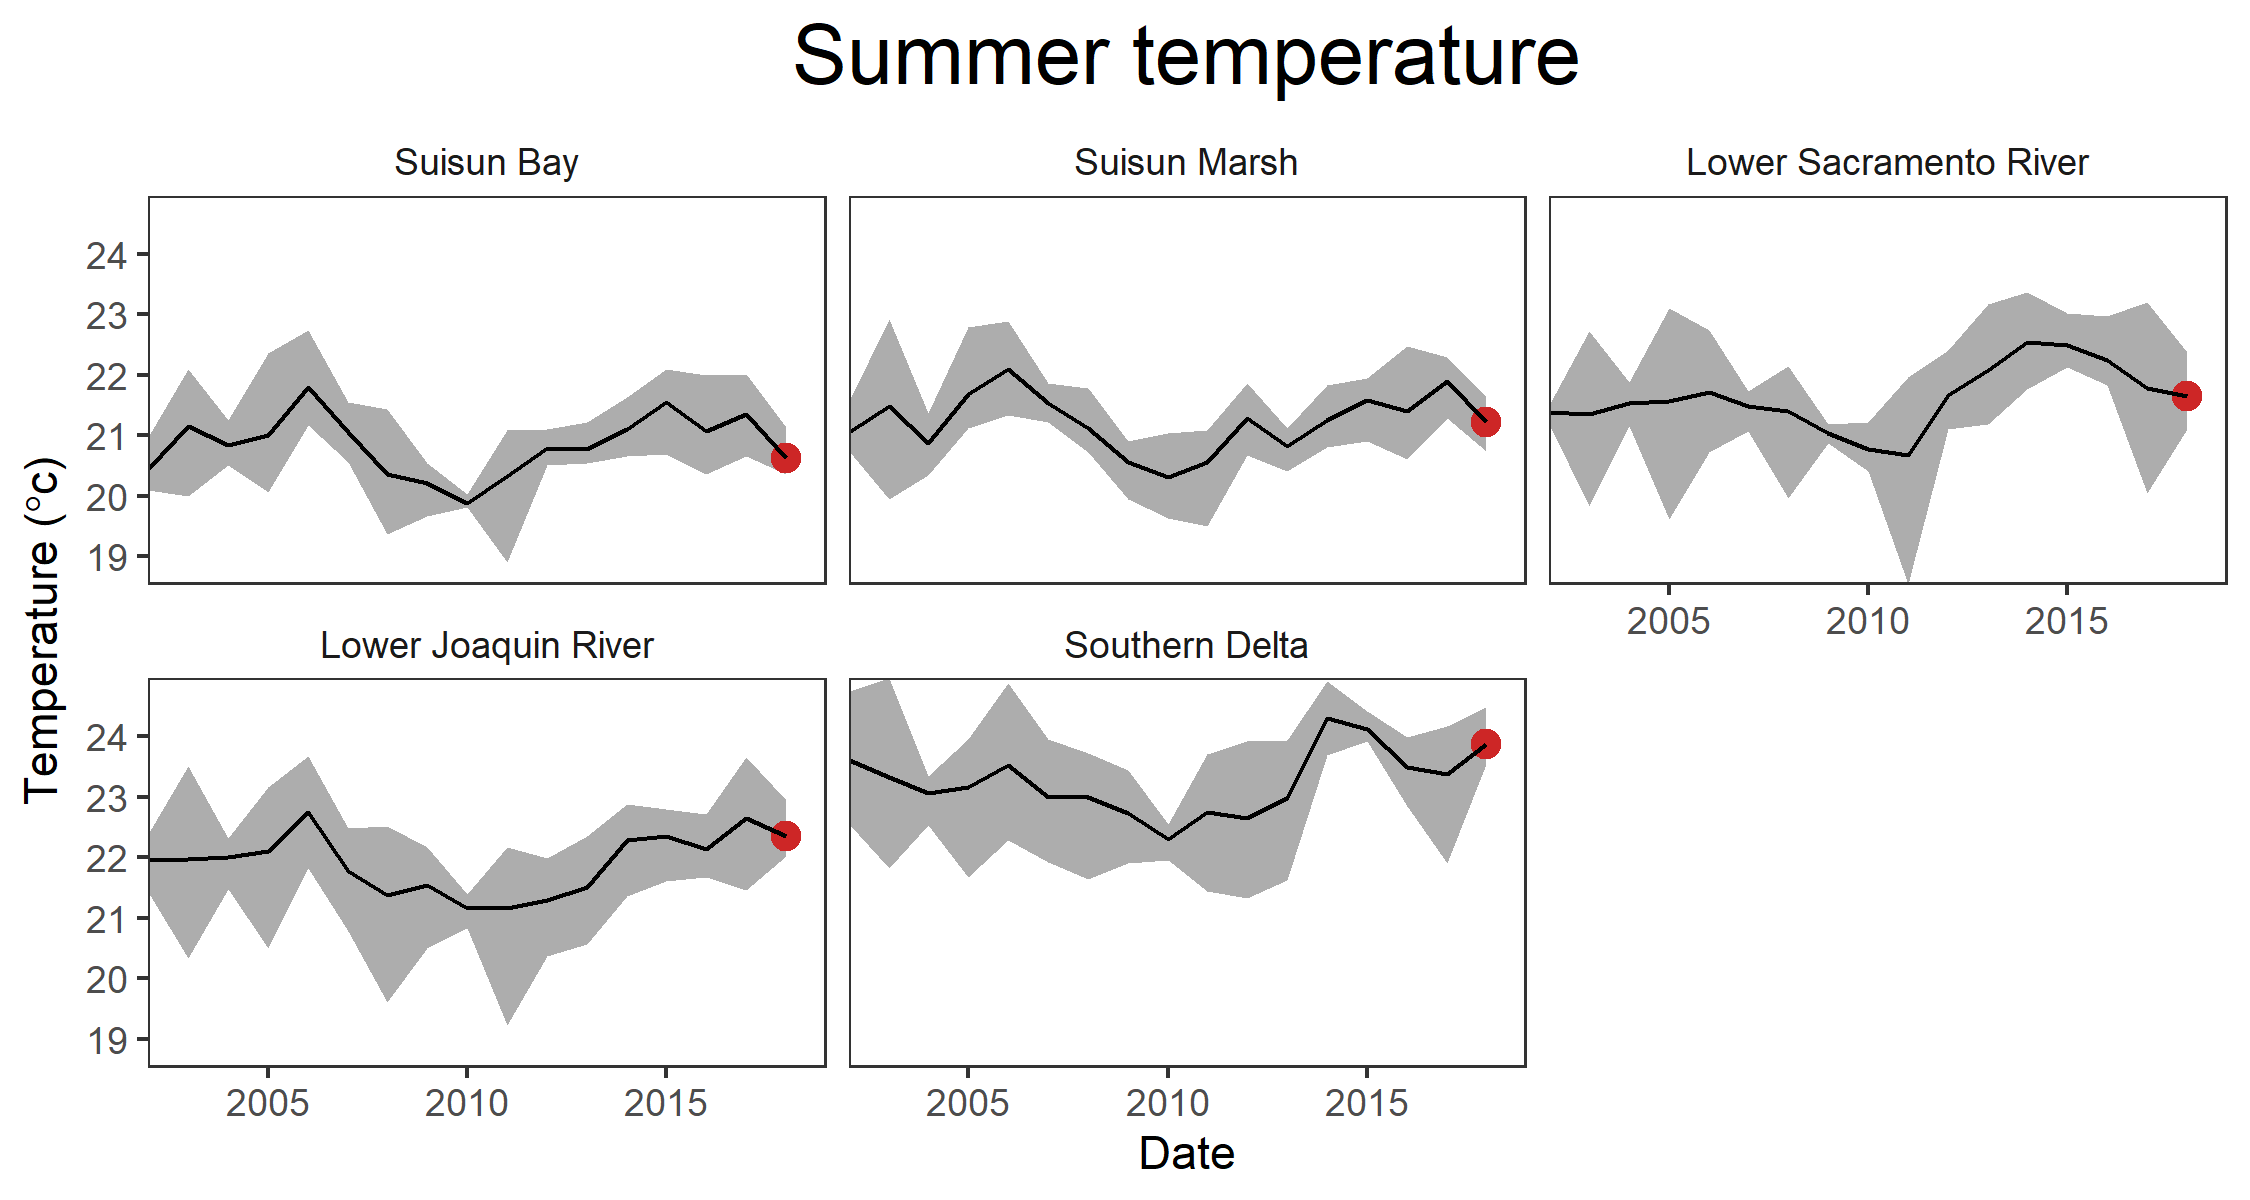 Summer temperature
Suisun Bay
Suisun Marsh
Lower Sacramento River
24
23
22
21
20
19
2005 2010 2015
Lower Joaquin River
Southern Delta
24
23
22
21
20
19
2005 2010 2015
2005 2010 2015
Temperature (°c)
Date